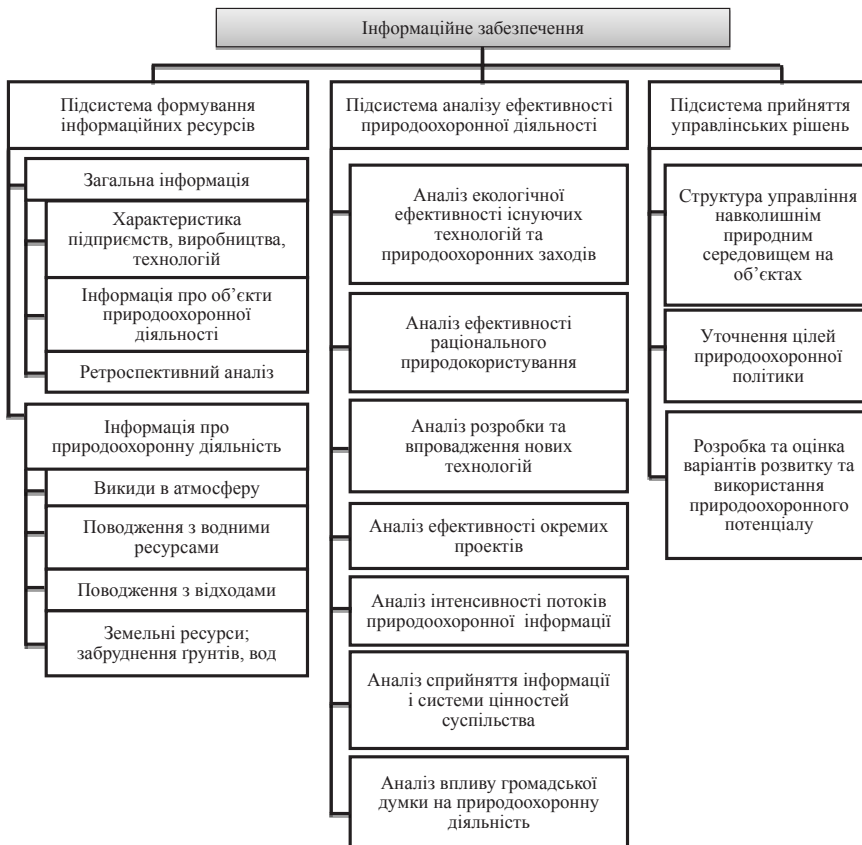 Інформаційне забезпечення
Підсистема формування
інформаційних ресурсів
Загальна інформація
Характеристика
підприємств, виробництва,
технологій
Інформація про об’єкти
природоохоронної
діяльності
Ретроспективний аналіз
Інформація про
природоохоронну діяльність
Викиди в атмосферу
Поводження з водними
ресурсами
Поводження з відходами
Земельні ресурси;
забруднення ґрунтів, вод
Підсистема аналізу ефективності
природоохоронної діяльності
Аналіз екологічної
ефективності існуючих
технологій та
природоохоронних заходів
Аналіз ефективності
раціонального
природокористування
Аналіз розробки та
впровадження нових
технологій
Аналіз ефективності окремих
проектів
Аналіз інтенсивності потоків
природоохоронної інформації
Аналіз сприйняття інформації
і системи цінностей
суспільства
Аналіз впливу громадської
думки на природоохоронну
діяльність
Підсистема прийняття
управлінських рішень
Структура управління
навколишнім
природним
середовищем на
об’єктах
Уточнення цілей
природоохоронної
політики
Розробка та оцінка
варіантів розвитку та
використання
природоохоронного
потенціалу